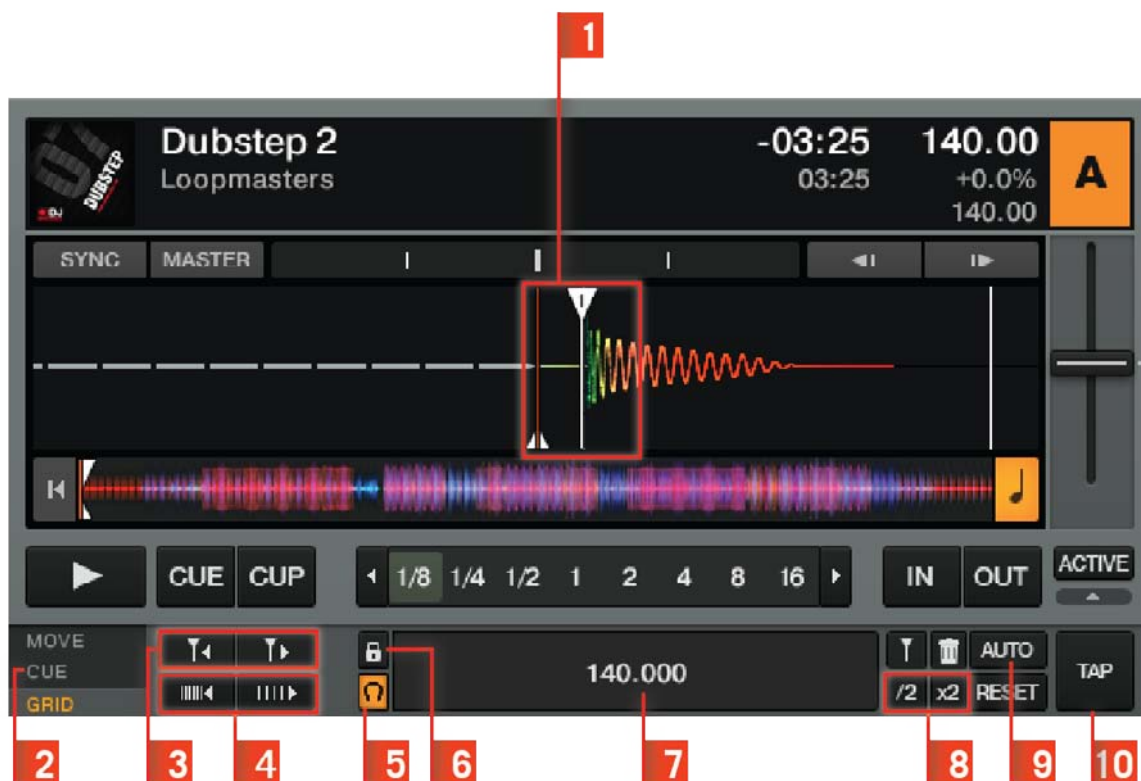 1
Dubstep 2
-03:25
140.00
A
Loopmasters
03:25
+0.0%
140.00
DUBSTEP
DJ
SYNC
MASTER
CUE
CUP
1/8 1/4 1/2 1 2 4 8 16
IN
OUT
ACTIVE
MOVE
CUE
GRID
140.000
AUTO
/2
x2
RESET
TAP
2
3
4
5
6
7
8
9
10